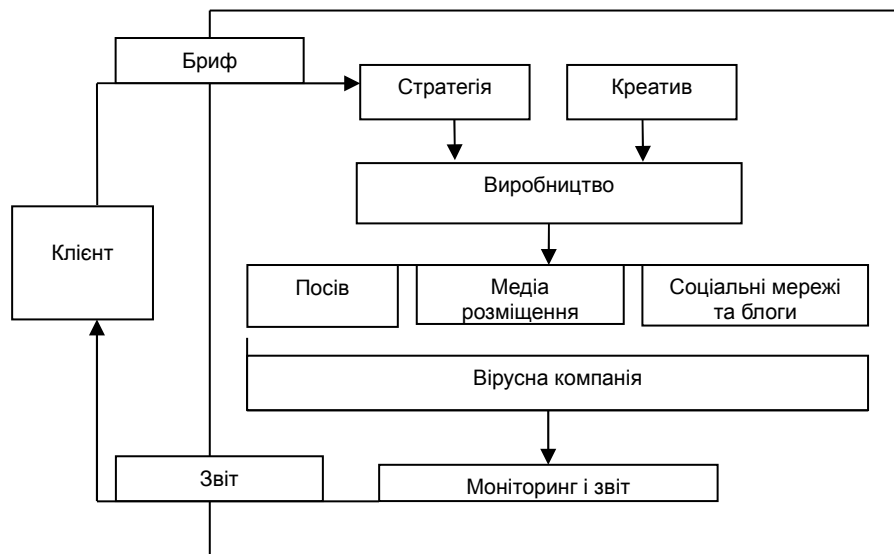 Бриф
Стратегія
Креатив
Виробництво
Клієнт
Посів
Медіа
розміщення
Соціальні мережі
та блоги
Вірусна компанія
Звіт
Моніторинг і звіт